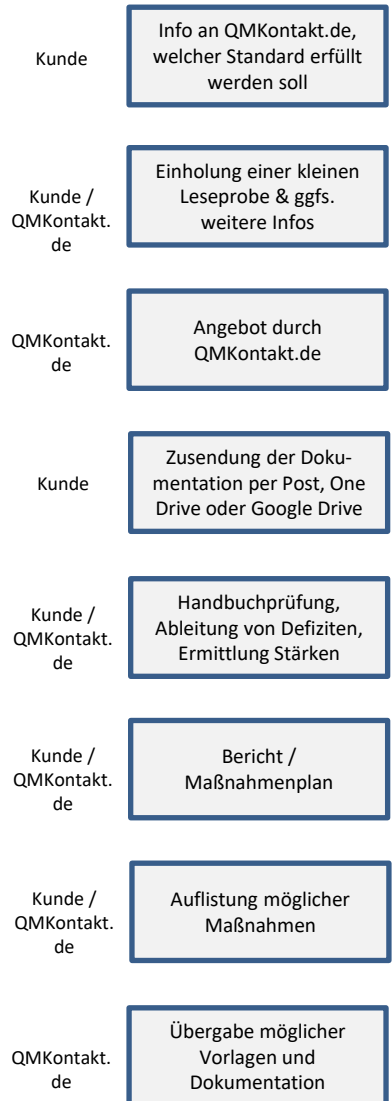 Kunde
Info an QMKontakt.de,
welcher Standard erfüllt
werden soll
Kunde /
QMKontakt.
de
Einholung einer kleinen
Leseprobe & ggfs.
weitere Infos
QMKontakt.
de
Angebot durch
QMKontakt.de
Kunde
Zusendung der Doku-
mentation per Post, One
Drive oder Google Drive
Kunde /
QMKontakt.
de
Handbuchprüfung,
Ableitung von Defiziten,
Ermittlung Stärken
Kunde /
QMKontakt.
de
Bericht /
Maßnahmenplan
Kunde /
QMKontakt.
de
Auflistung möglicher
Maßnahmen
QMKontakt.
de
Übergabe möglicher
Vorlagen und
Dokumentation